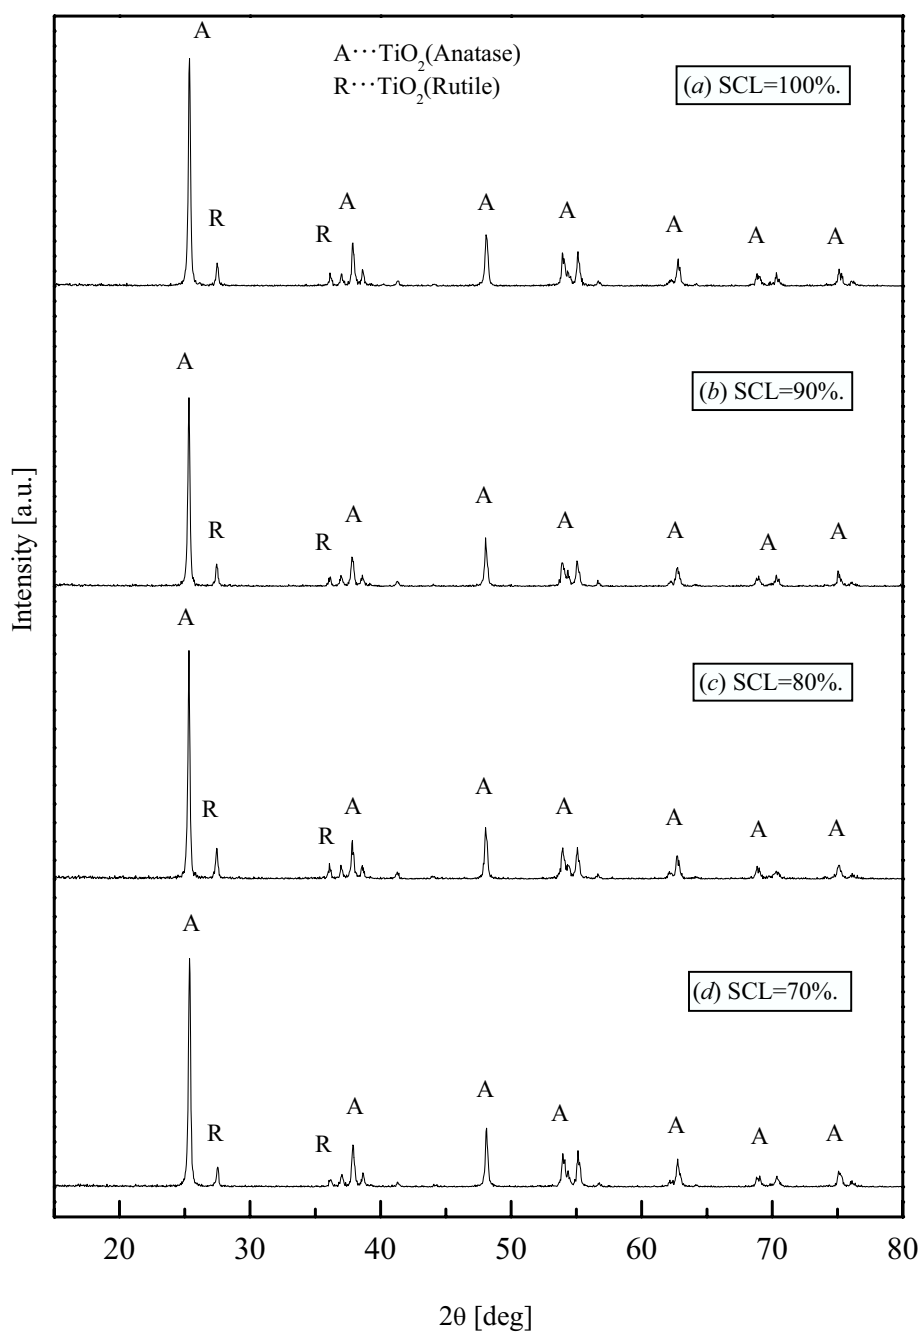 A
A⋯TiO₂(Anatase)
R⋯TiO₂(Rutile)
(a) SCL=100%.
R R A A A A A A
(b) SCL=90%.
A
R R A A A A A A
(c) SCL=80%.
A
R R A A A A A A
(d) SCL=70%.
A
R R A A A A A A
Intensity [a.u.]
20 30 40 50 60 70 80
2θ [deg]